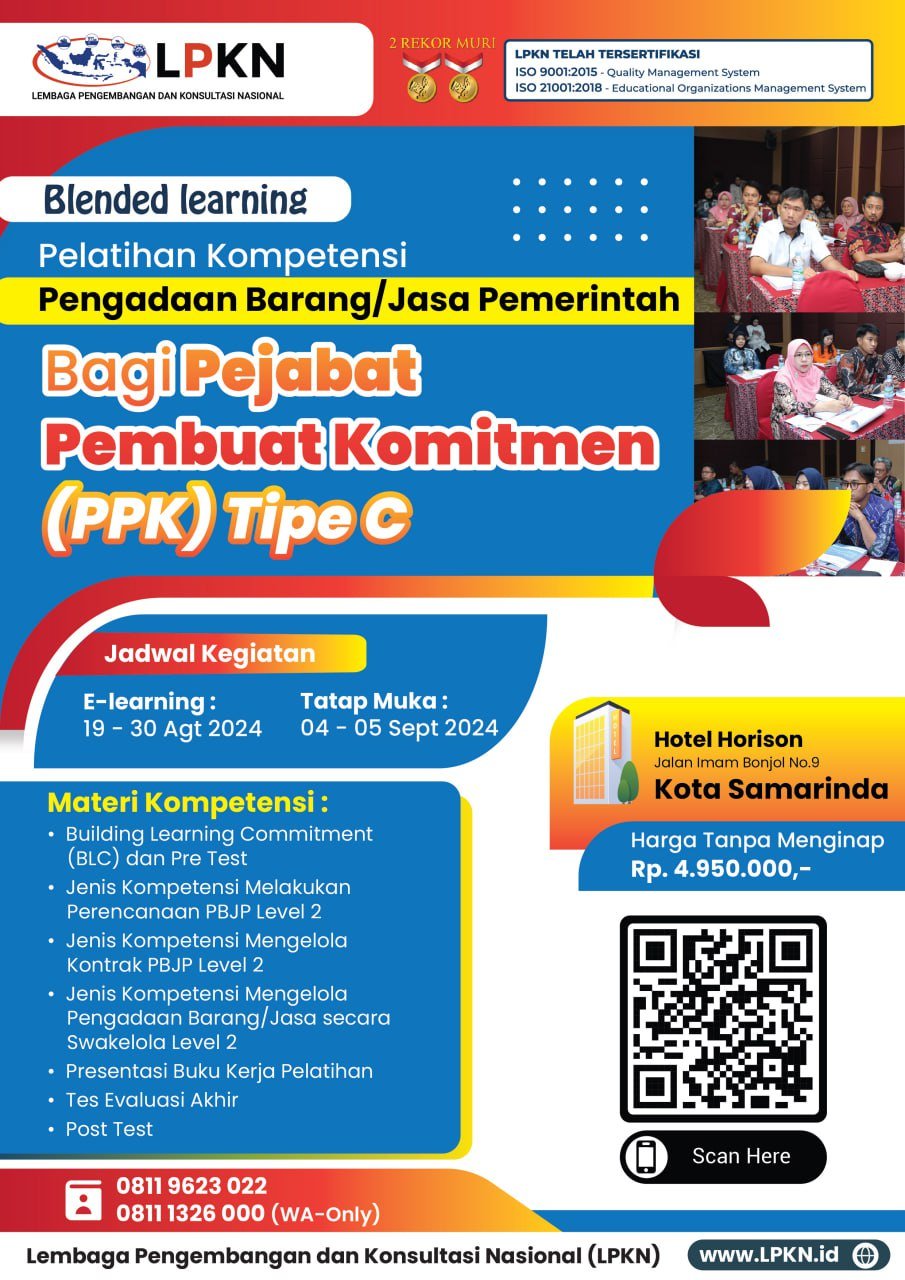 LPKN
LEMBAGA PENGEMBANGAN DAN KONSULTASI NASIONAL
2 REKOR MURI
LPKN TELAH TERSERTIFIKASI
ISO 9001:2015 - Quality Management System
ISO 21001:2018 - Educational Organizations Management System
Blended learning
Pelatihan Kompetensi
Pengadaan Barang/Jasa Pemerintah
Bagi Pejabat
Pembuat Komitmen
(PPK) Tipe C
Jadwal Kegiatan
E-learning :
19 - 30 Agt 2024
Tatap Muka :
04 - 05 Sept 2024
HOTEL
Hotel Horison
Jalan Imam Bonjol No.9
Kota Samarinda
Harga Tanpa Menginap
Rp. 4.950.000,-
Materi Kompetensi :
• Building Learning Commitment
(BLC) dan Pre Test
• Jenis Kompetensi Melakukan
Perencanaan PBJP Level 2
• Jenis Kompetensi Mengelola
Kontrak PBJP Level 2
• Jenis Kompetensi Mengelola
Pengadaan Barang/Jasa secara
Swakelola Level 2
• Presentasi Buku Kerja Pelatihan
• Tes Evaluasi Akhir
• Post Test
Scan Here
0811 9623 022
0811 1326 000 (WA-Only)
Lembaga Pengembangan dan Konsultasi Nasional (LPKN)
www.LPKN.id